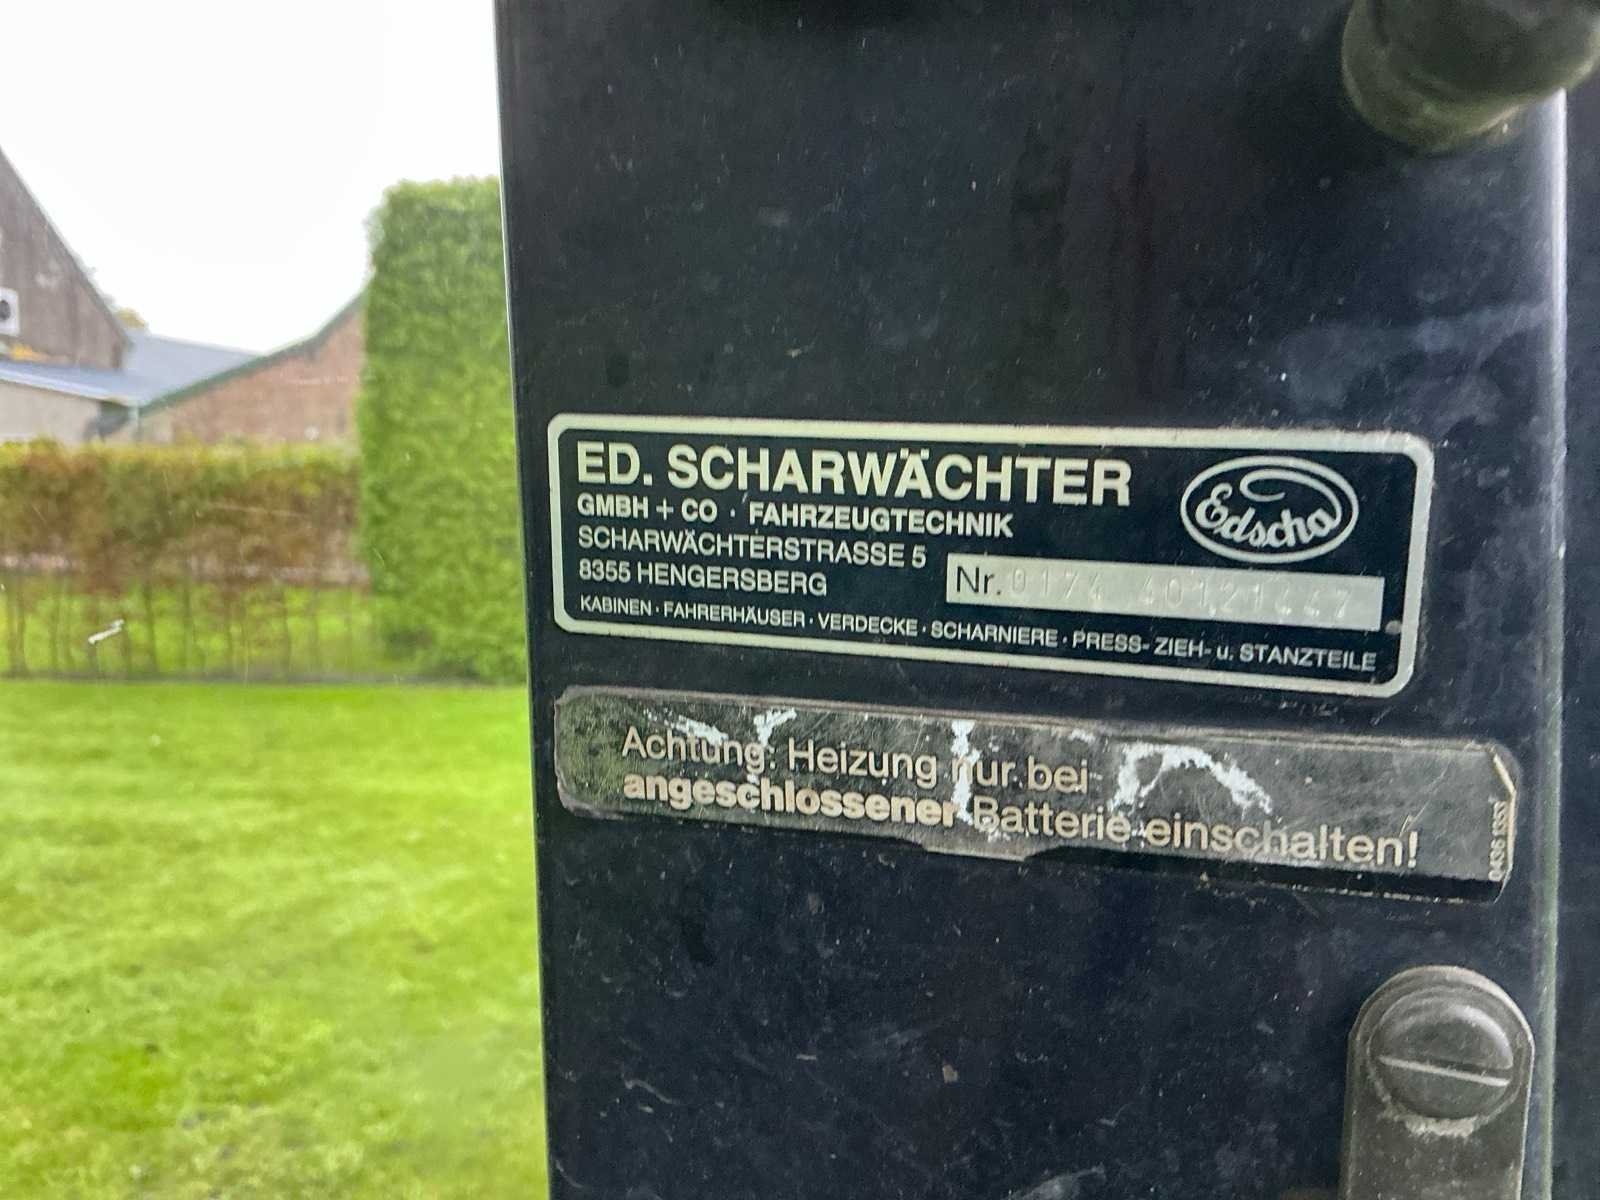 ED. SCHARWÄCHTER
GMBH + CO · FAHRZEUGTECHNIK
SCHARWÄCHTERSTRASSE 5
8355 HENGERSBERG
Edscha
Nr.
KABINEN · FAHRERHÄUSER · VERDECKE · SCHARNIERE · PRESS- ZIEH- u. STANZTEILE
Achtung: Heizung nur bei
angeschlossener Batterie einschalten!